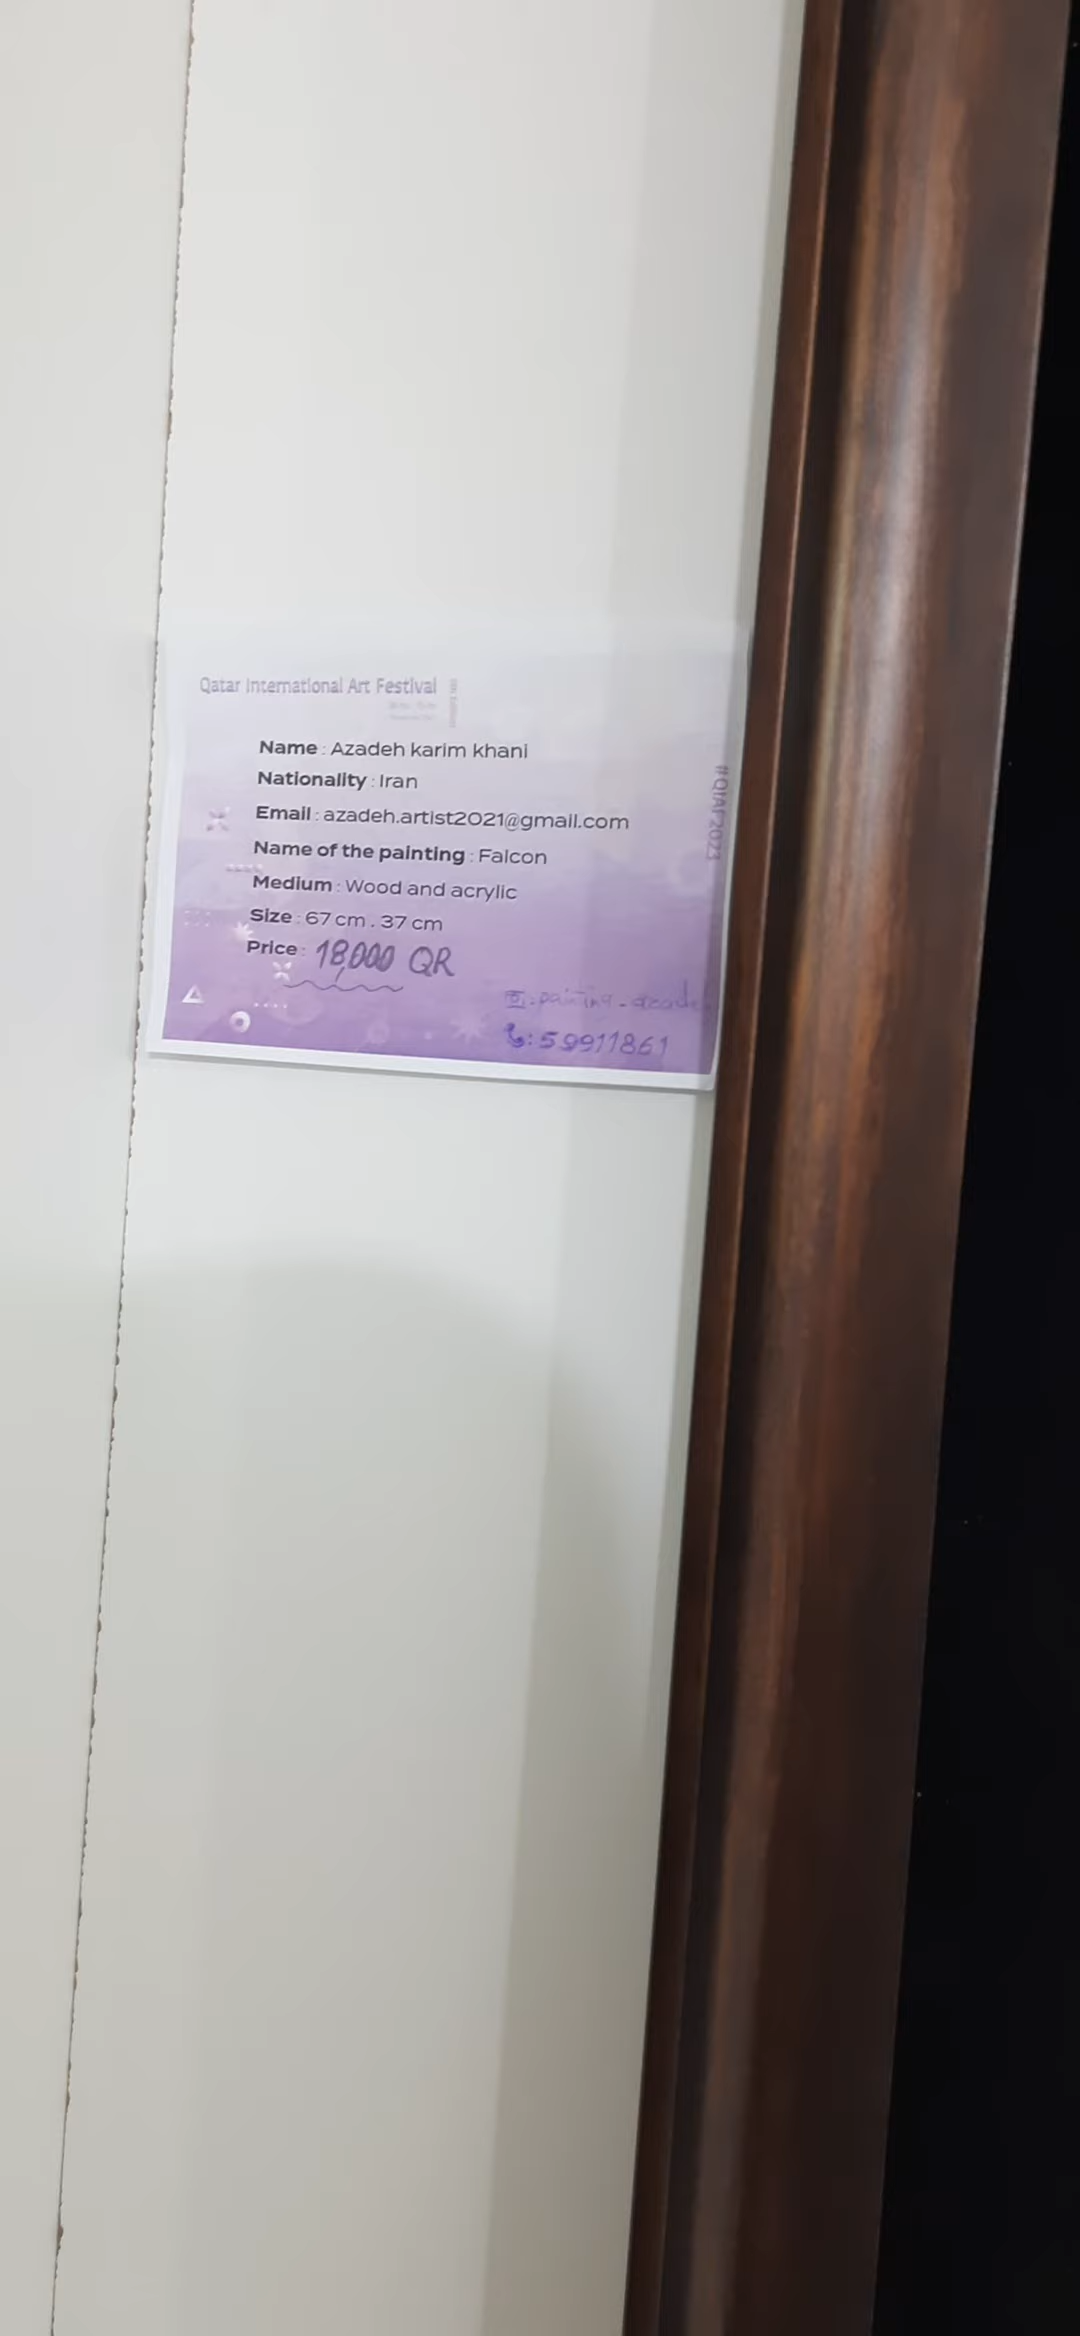 Qatar International Art Festival
Name : Azadeh karim khani
Nationality : Iran
Email : azadeh.artist2021@gmail.com
Name of the painting : Falcon
Medium : Wood and acrylic
Size : 67 cm . 37 cm
Price : 18,000 QR
: painting_
: 59911861
#QIAF2023